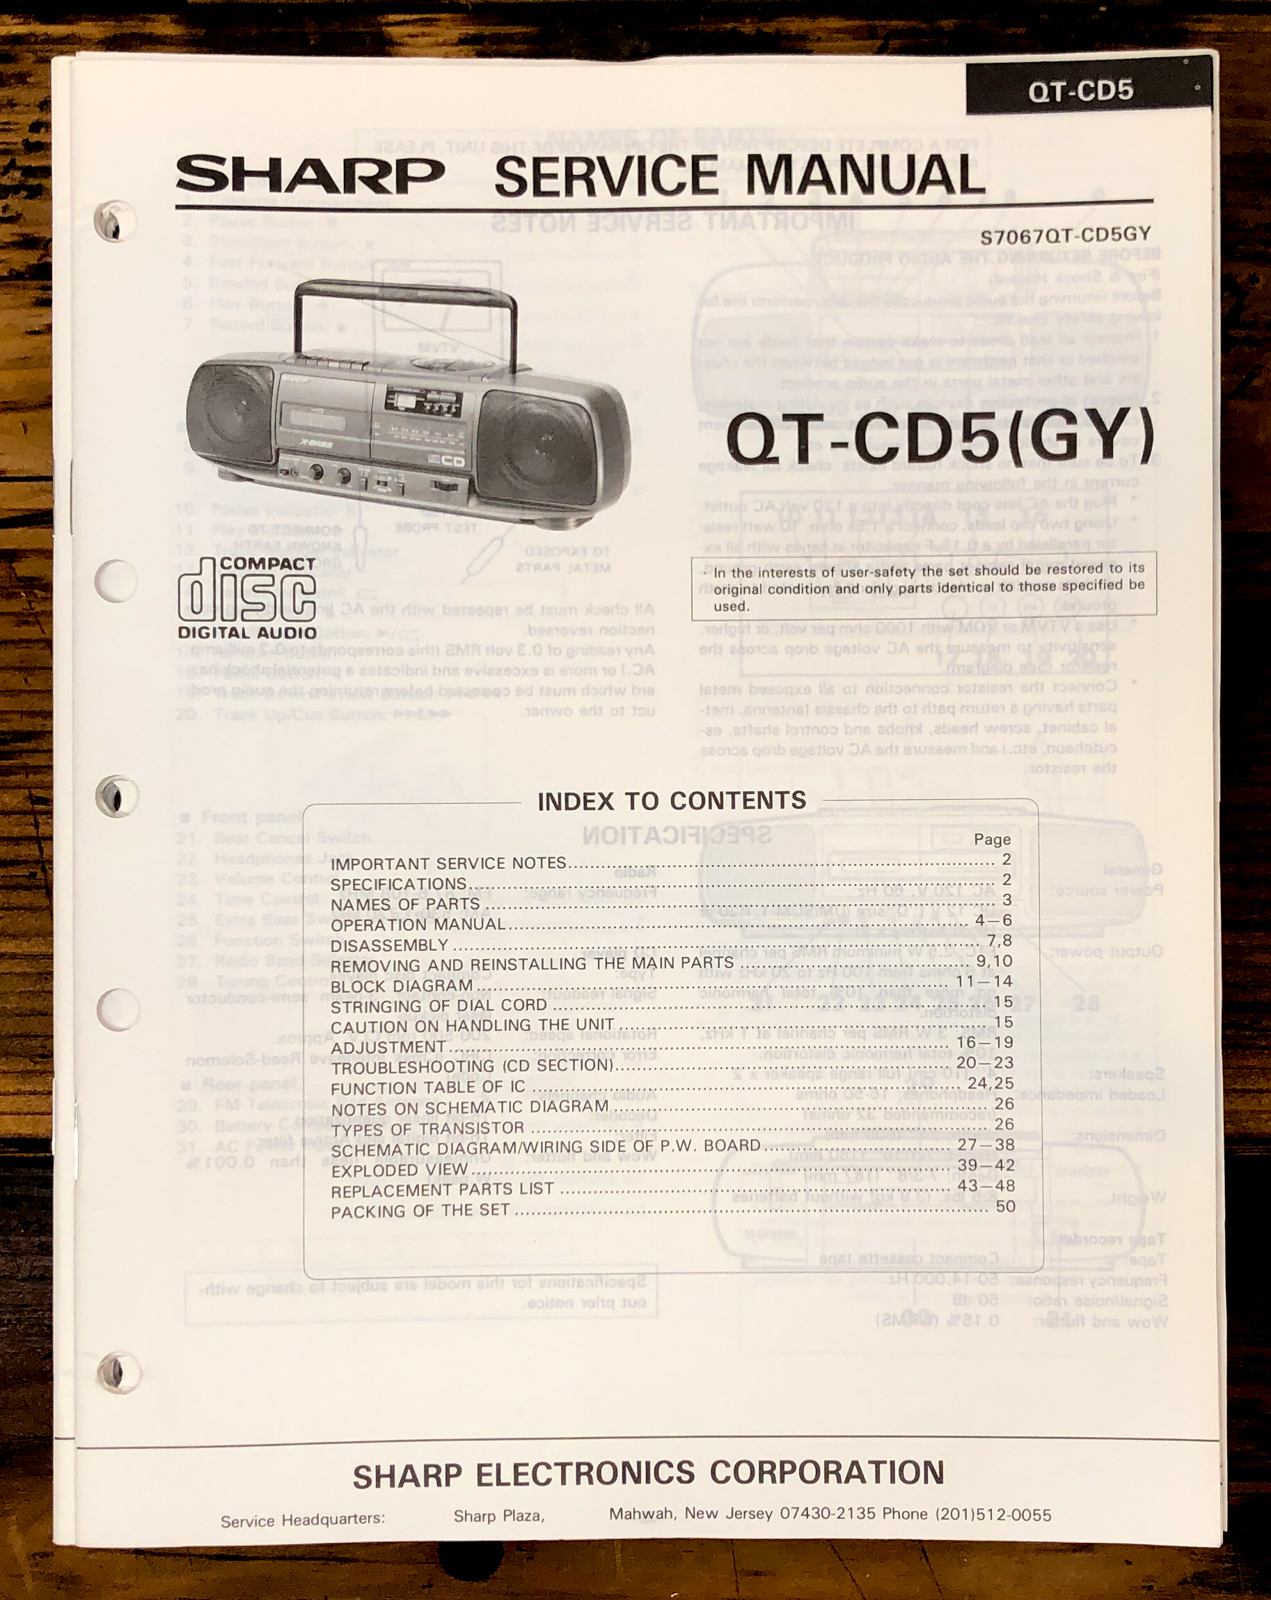 QT-CD5
SHARP SERVICE MANUAL
S7067QT-CD5GY
QT-CD5(GY)
SHARP
X-BASS
CD
COMPACT
disc
DIGITAL AUDIO
In the interests of user-safety the set should be restored to its
original condition and only parts identical to those specified be
used.
INDEX TO CONTENTS
Page
IMPORTANT SERVICE NOTES 2
SPECIFICATIONS 2
NAMES OF PARTS 3
OPERATION MANUAL 4–6
DISASSEMBLY 7,8
REMOVING AND REINSTALLING THE MAIN PARTS 9,10
BLOCK DIAGRAM 11–14
STRINGING OF DIAL CORD 15
CAUTION ON HANDLING THE UNIT 15
ADJUSTMENT 16–19
TROUBLESHOOTING (CD SECTION) 20–23
FUNCTION TABLE OF IC 24,25
NOTES ON SCHEMATIC DIAGRAM 26
TYPES OF TRANSISTOR 26
SCHEMATIC DIAGRAM/WIRING SIDE OF P.W. BOARD 27–38
EXPLODED VIEW 39–42
REPLACEMENT PARTS LIST 43–48
PACKING OF THE SET 50
SHARP ELECTRONICS CORPORATION
Service Headquarters: Sharp Plaza, Mahwah, New Jersey 07430-2135 Phone (201)512-0055